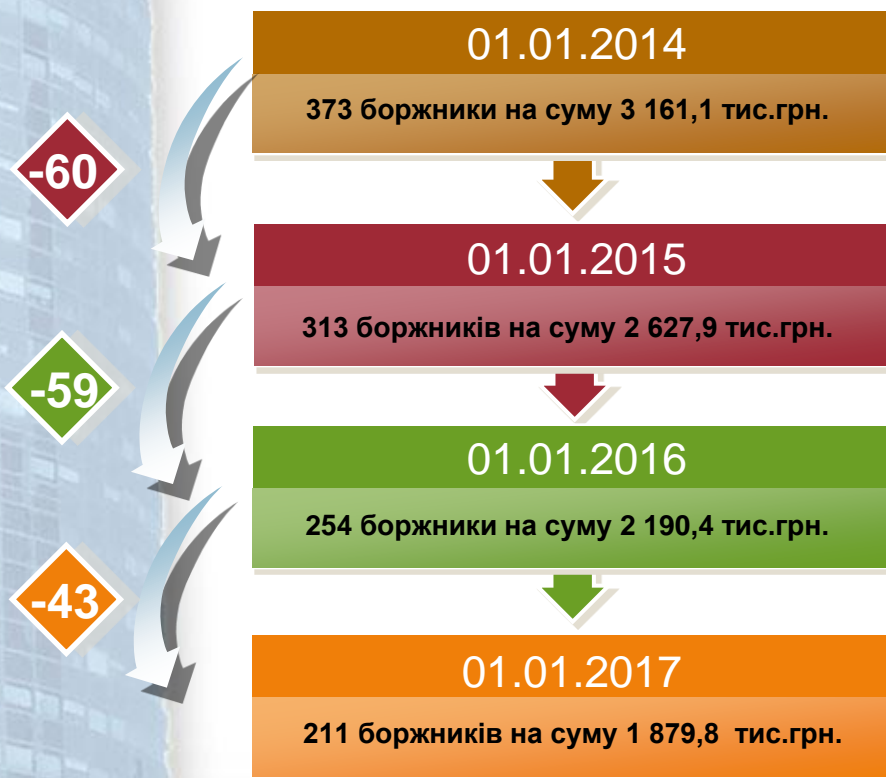 01.01.2014
373 боржники на суму 3 161,1 тис.грн.
-60
01.01.2015
313 боржників на суму 2 627,9 тис.грн.
-59
01.01.2016
254 боржники на суму 2 190,4 тис.грн.
-43
01.01.2017
211 боржників на суму 1 879,8 тис.грн.